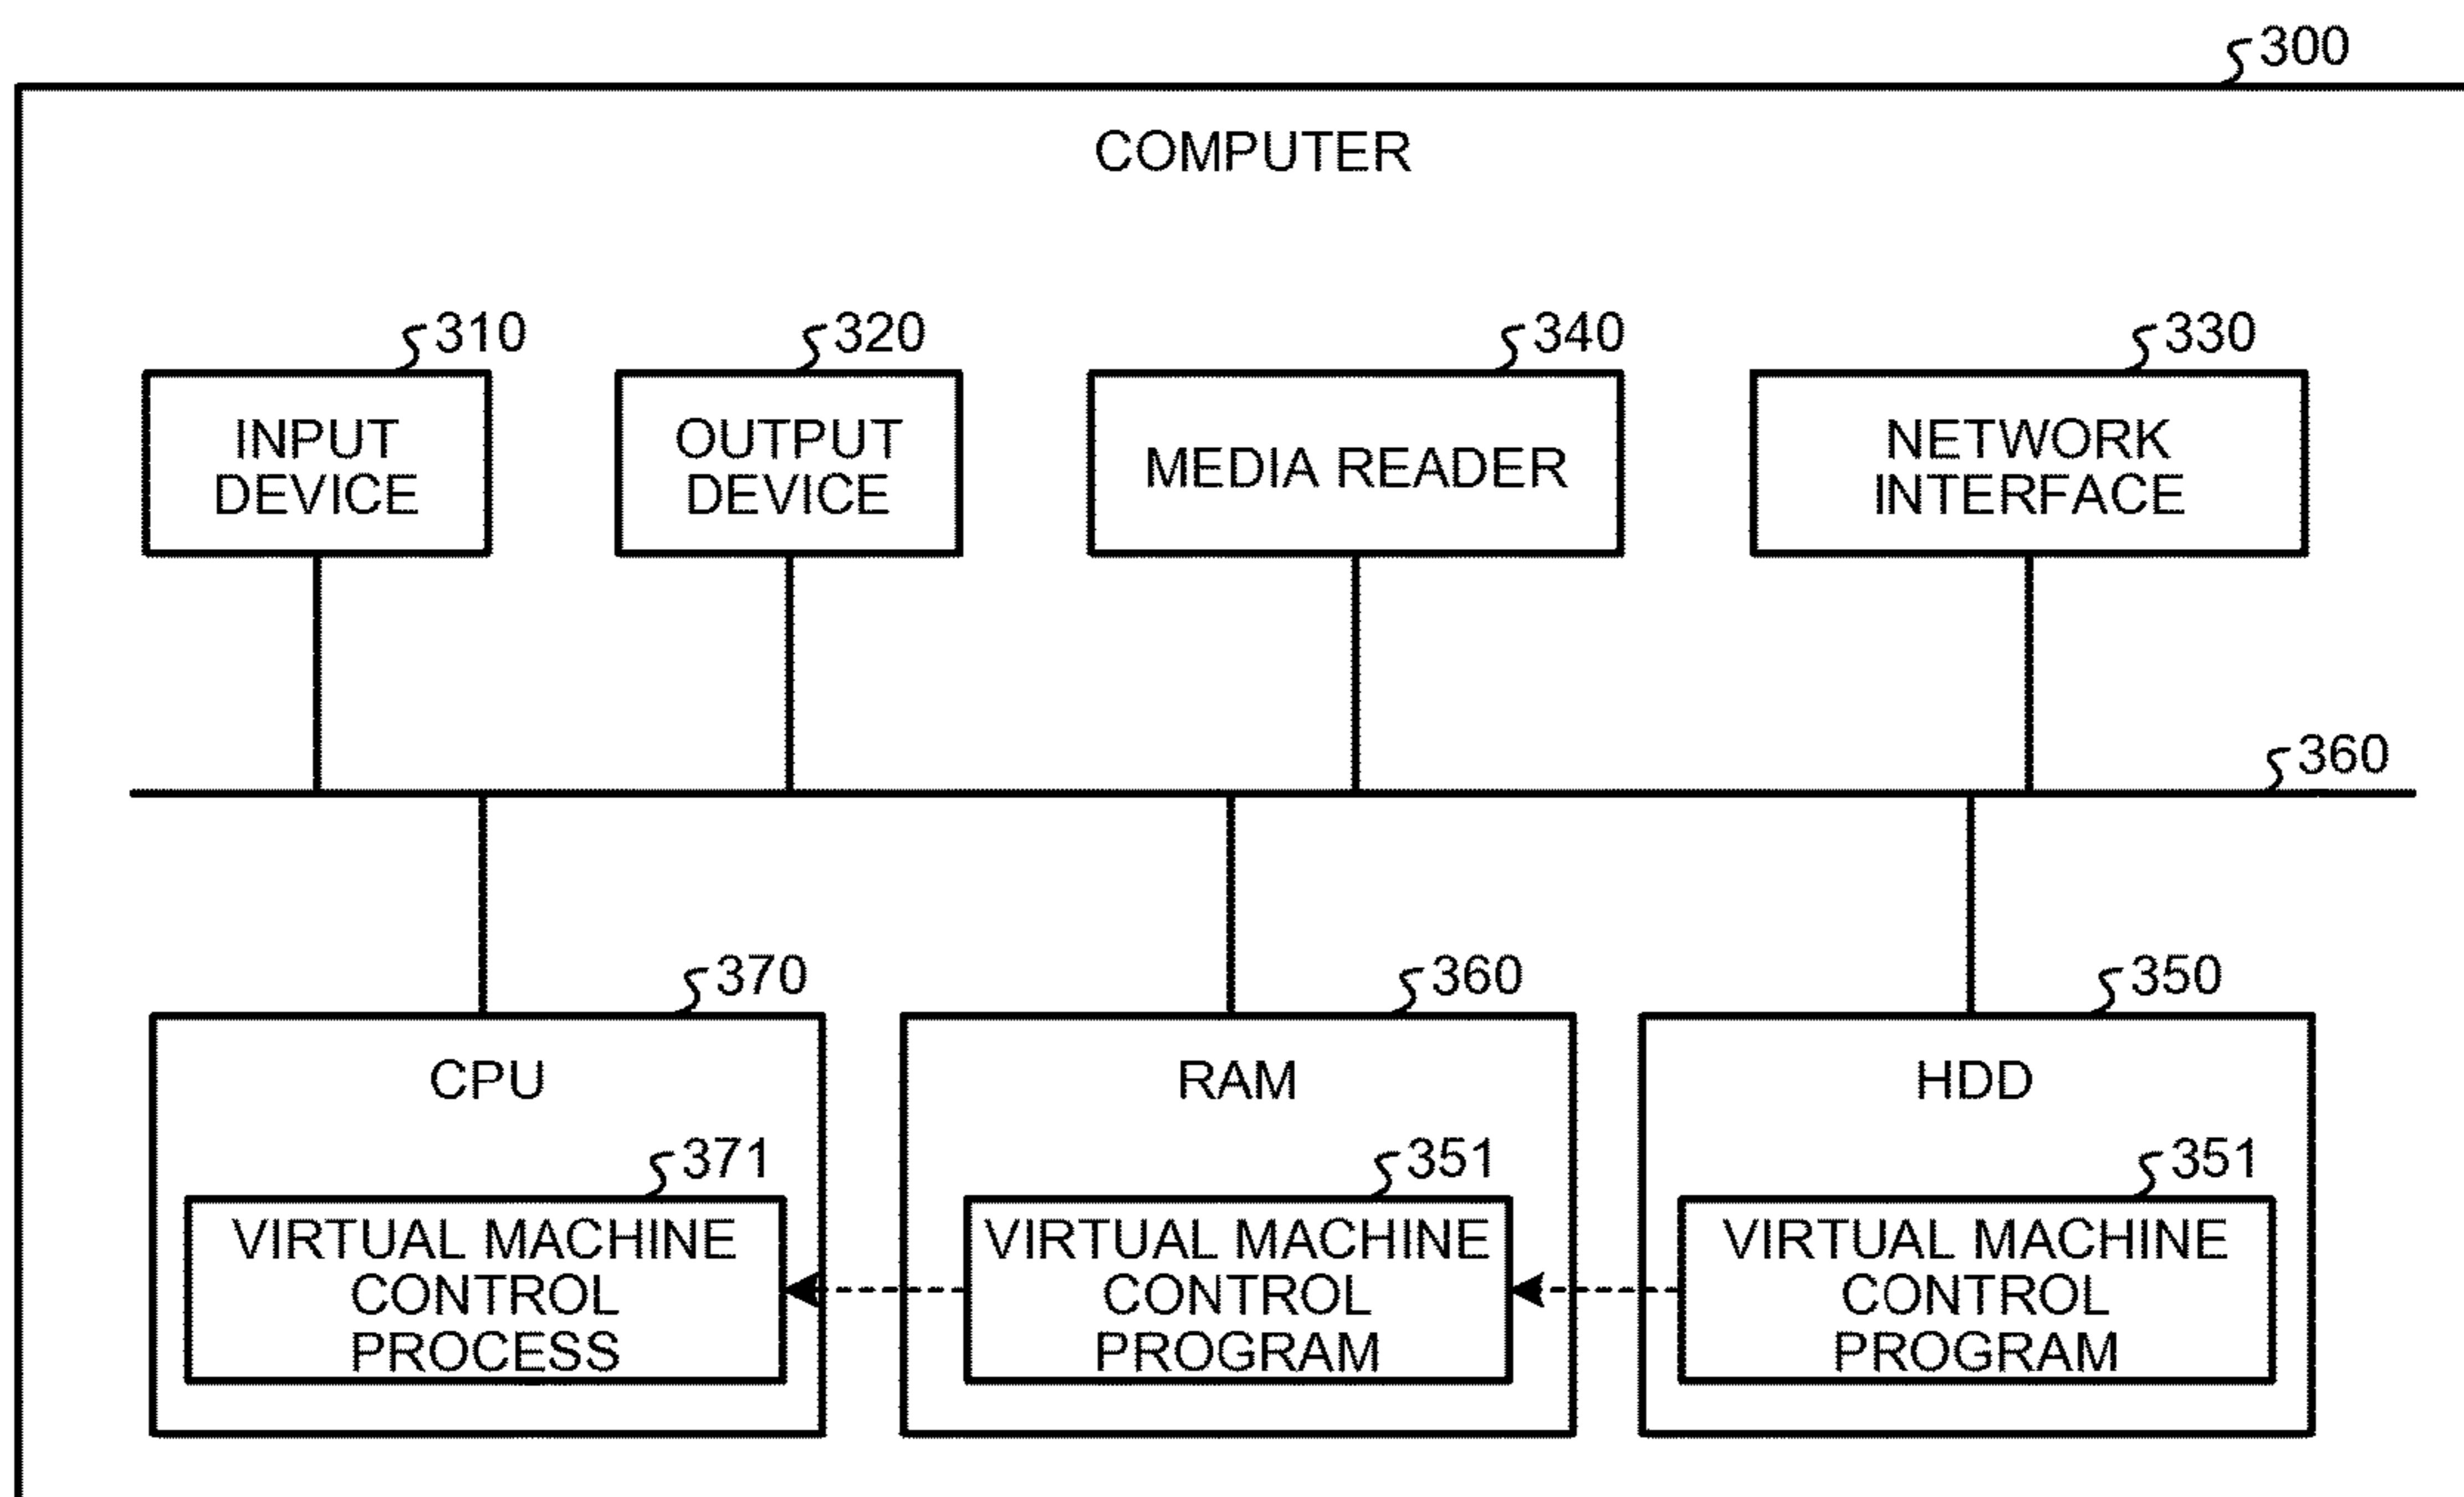 300
COMPUTER
310
320
340
330
INPUT
DEVICE
OUTPUT
DEVICE
MEDIA READER
NETWORK
INTERFACE
360
370
360
350
CPU
RAM
HDD
371
351
351
VIRTUAL MACHINE
CONTROL
PROCESS
VIRTUAL MACHINE
CONTROL
PROGRAM
VIRTUAL MACHINE
CONTROL
PROGRAM